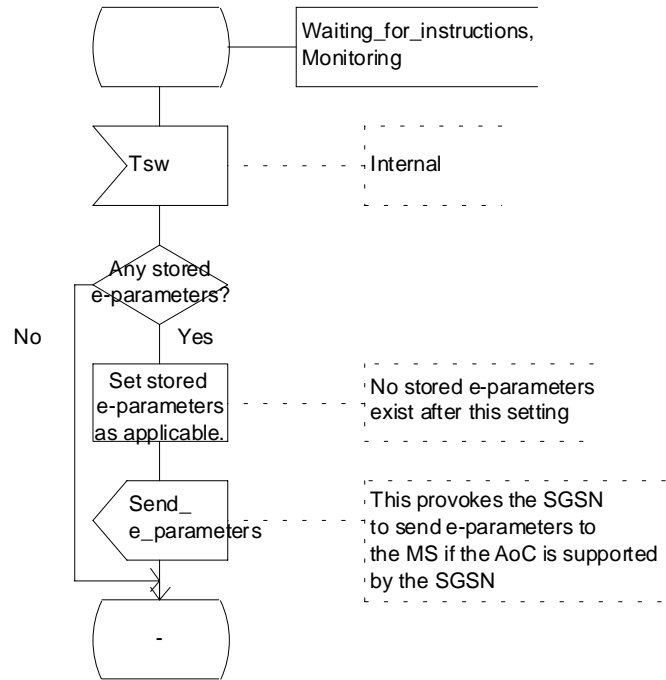 Waiting_for_instructions,
Monitoring
Tsw
Internal
Any stored
e-parameters?
No
Yes
Set stored
e-parameters
as applicable.
No stored e-parameters
exist after this setting
Send_
e_parameters
This provokes the SGSN
to send e-parameters to
the MS if the AoC is supported
by the SGSN
-